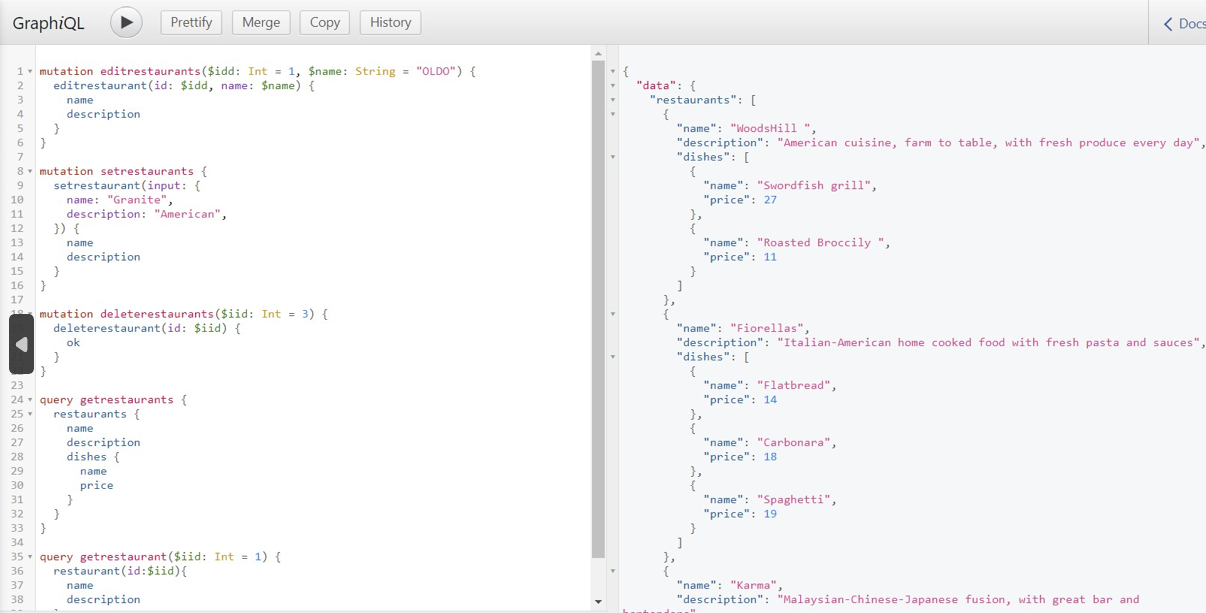 GraphiQL Prettify Merge Copy History Docs
1 mutation editrestaurants($idd: Int = 1, $name: String = "OLDO") {
2 editrestaurant(id: $idd, name: $name) {
3 name
4 description
5 }
6 }
7
8 mutation setrestaurants {
9 setrestaurant(input: {
10 name: "Granite",
11 description: "American",
12 }) {
13 name
14 description
15 }
16 }
17
18 mutation deleterestaurants($iid: Int = 3) {
deleterestaurant(id: $iid) {
ok
}
}
23
24 query getrestaurants {
25 restaurants {
26 name
27 description
28 dishes {
29 name
30 price
31 }
32 }
33 }
34
35 query getrestaurant($iid: Int = 1) {
36 restaurant(id:$iid){
37 name
38 description
{
"data": {
"restaurants": [
{
"name": "WoodsHill ",
"description": "American cuisine, farm to table, with fresh produce every day",
"dishes": [
{
"name": "Swordfish grill",
"price": 27
},
{
"name": "Roasted Broccily ",
"price": 11
}
]
},
{
"name": "Fiorellas",
"description": "Italian-American home cooked food with fresh pasta and sauces",
"dishes": [
{
"name": "Flatbread",
"price": 14
},
{
"name": "Carbonara",
"price": 18
},
{
"name": "Spaghetti",
"price": 19
}
]
},
{
"name": "Karma",
"description": "Malaysian-Chinese-Japanese fusion, with great bar and